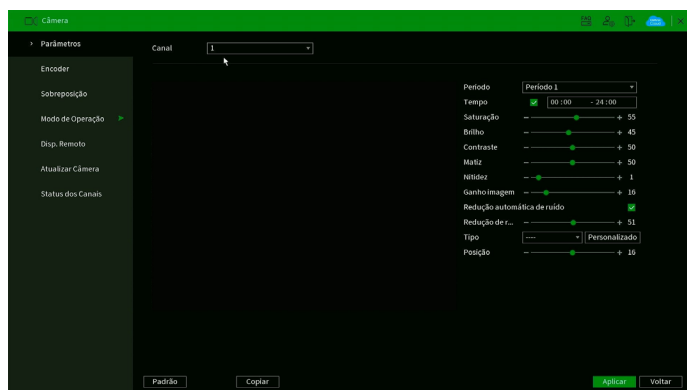 Câmera
Parâmetros
Encoder
Sobreposição
Modo de Operação
Disp. Remoto
Atualizar Câmera
Status dos Canais
Canal 1
Período Período 1
Tempo 00:00 - 24:00
Saturação - + 55
Brilho - + 45
Contraste - + 50
Matiz - + 50
Nitidez - + 1
Ganho imagem - + 16
Redução automática de ruído
Redução de r... - + 51
Tipo ---- Personalizado
Posição - + 16
Padrão Copiar Aplicar Voltar